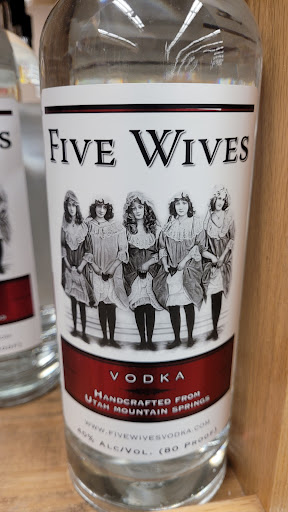 FIVE WIVES
VODKA
HANDCRAFTED FROM
UTAH MOUNTAIN SPRINGS
WWW.FIVEWIVESVODKA.COM
40% ALC/VOL. (80 PROOF)